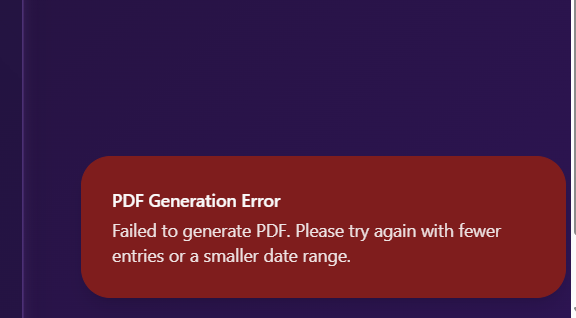 PDF Generation Error
Failed to generate PDF. Please try again with fewer
entries or a smaller date range.